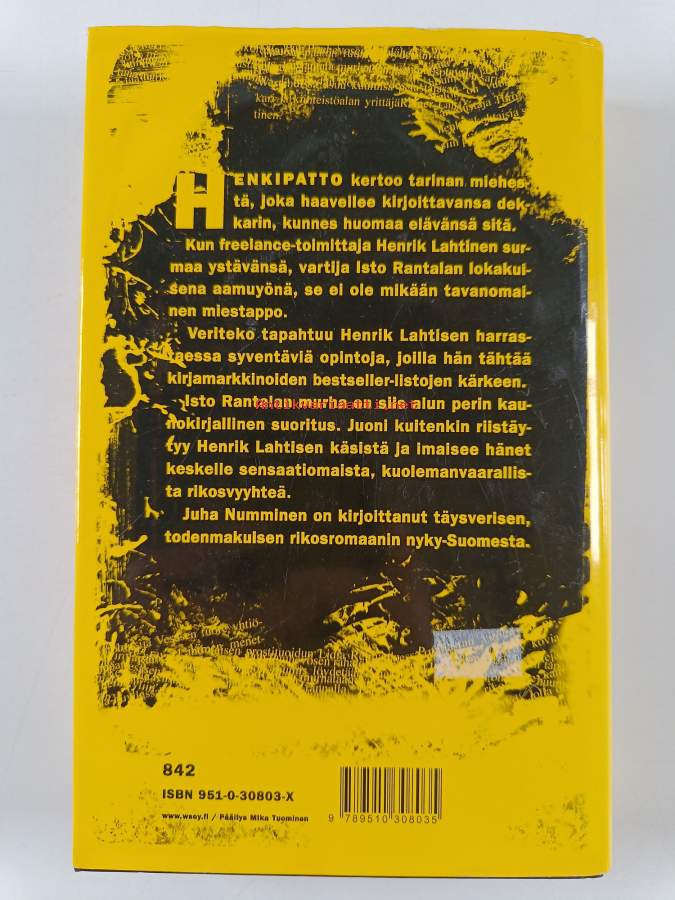 kiinteistöalan yrittäjä
tinen.
HENKIPATTO kertoo tarinan miehes-
tä, joka haaveilee kirjoittavansa dek-
karin, kunnes huomaa elävänsä sitä.
Kun freelance-toimittaja Henrik Lahtinen sur-
maa ystävänsä, vartija Isto Rantalan lokakui-
sena aamuyönä, se ei ole mikään tavanomai-
nen miestappo.
Veriteko tapahtuu Henrik Lahtisen harras-
taessa syventäviä opintoja, joilla hän tähtää
kirjamarkkinoiden bestseller-listojen kärkeen.
Isto Rantalan murha on siis alun perin kau-
nokirjallinen suoritus. Juoni kuitenkin riistäy-
tyy Henrik Lahtisen käsistä ja imaisee hänet
keskelle sensaatiomaista, kuolemanvaarallis-
ta rikosvyyhteä.
Juha Numminen on kirjoittanut täysverisen,
todenmakuisen rikosromaanin nyky-Suomesta.
prostituoidun
842
ISBN 951-0-30803-X
www.wsoy.fi / Päällys Mika Tuominen
9 789510 308035